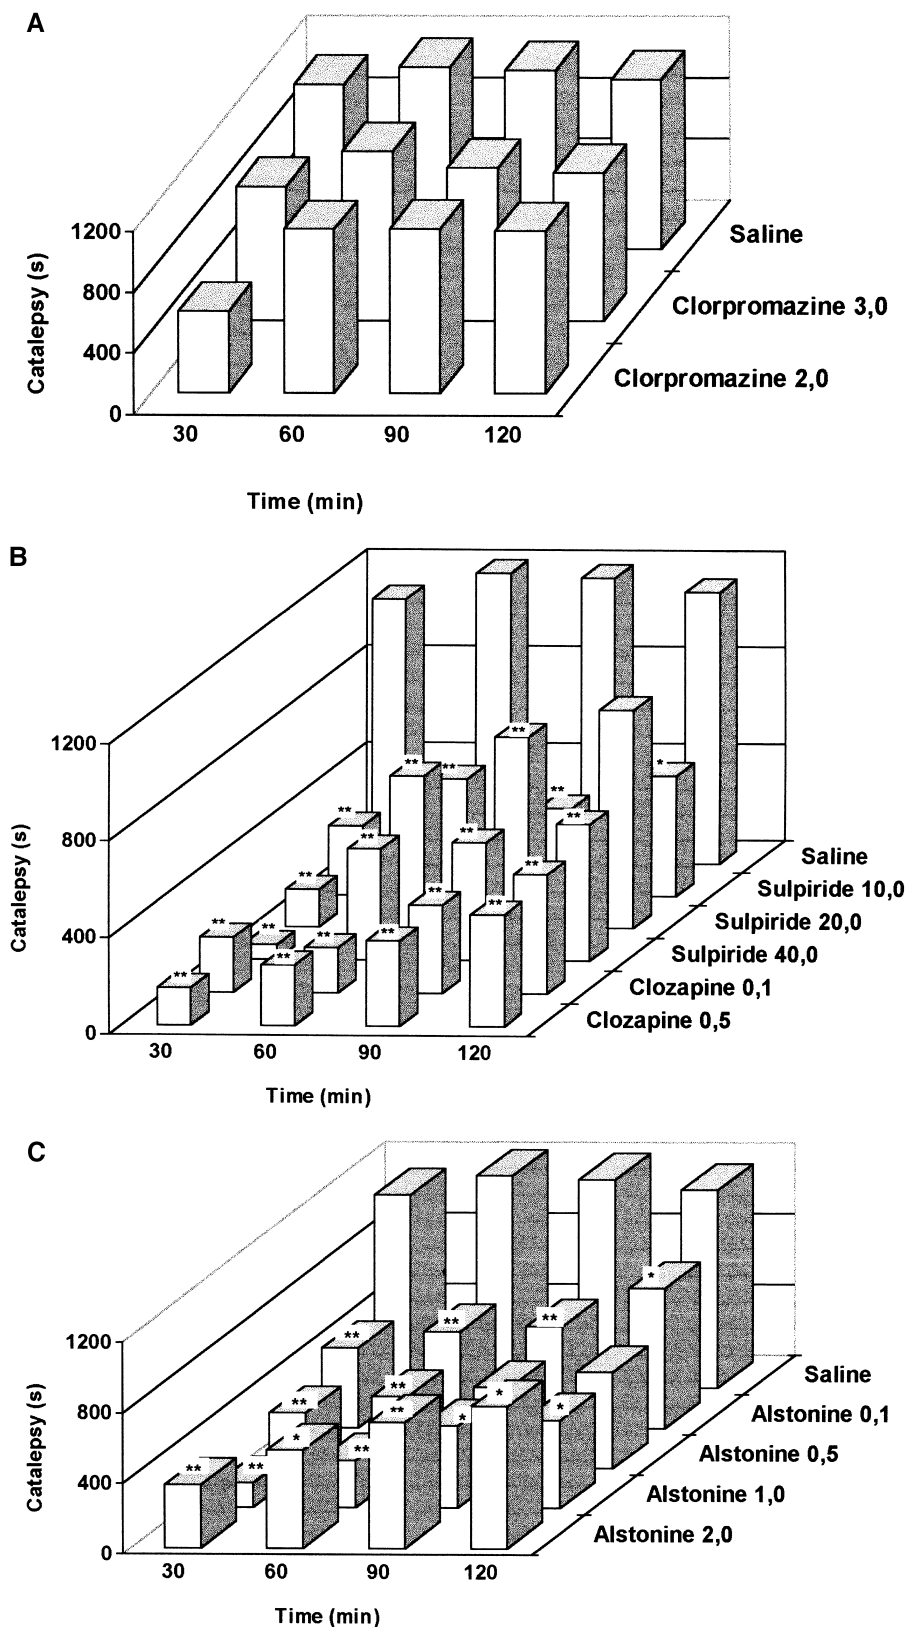 A
Catalepsy (s)
1200
800
400
0
30 60 90 120
Time (min)
Saline
Clorpromazine 3,0
Clorpromazine 2,0
B
Catalepsy (s)
1200
800
400
0
30 60 90 120
Time (min)
Saline
Sulpiride 10,0
Sulpiride 20,0
Sulpiride 40,0
Clozapine 0,1
Clozapine 0,5
** ** ** *
** ** **
** ** ** **
** ** ** **
** ** ** **
C
Catalepsy (s)
1200
800
400
0
30 60 90 120
Time (min)
Saline
Alstonine 0,1
Alstonine 0,5
Alstonine 1,0
Alstonine 2,0
** ** ** *
** **
** ** * *
** * ** *